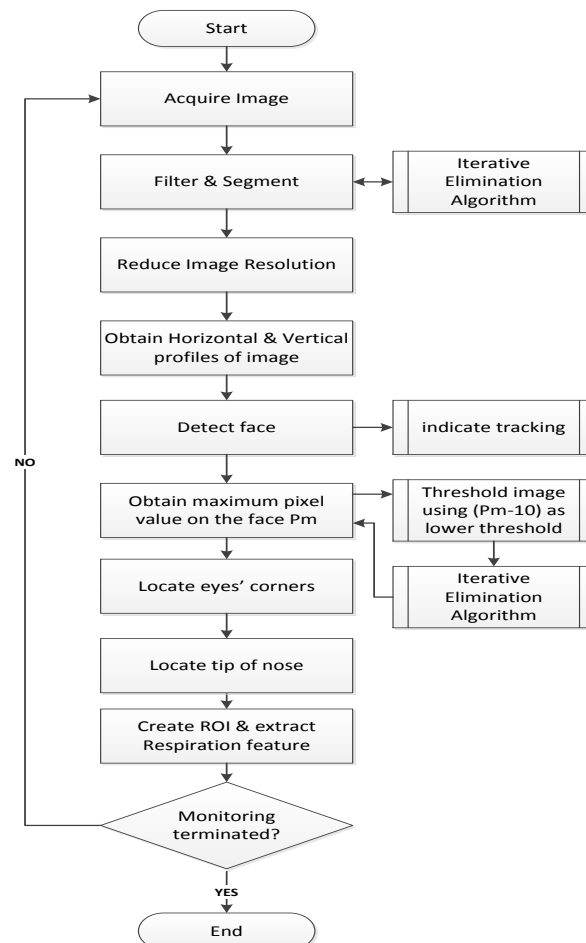 Start
Acquire Image
Filter & Segment
Iterative
Elimination
Algorithm
Reduce Image Resolution
Obtain Horizontal & Vertical
profiles of image
Detect face
indicate tracking
NO
Obtain maximum pixel
value on the face Pm
Threshold image
using (Pm-10) as
lower threshold
Locate eyes’ corners
Iterative
Elimination
Algorithm
Locate tip of nose
Create ROI & extract
Respiration feature
Monitoring
terminated?
YES
End